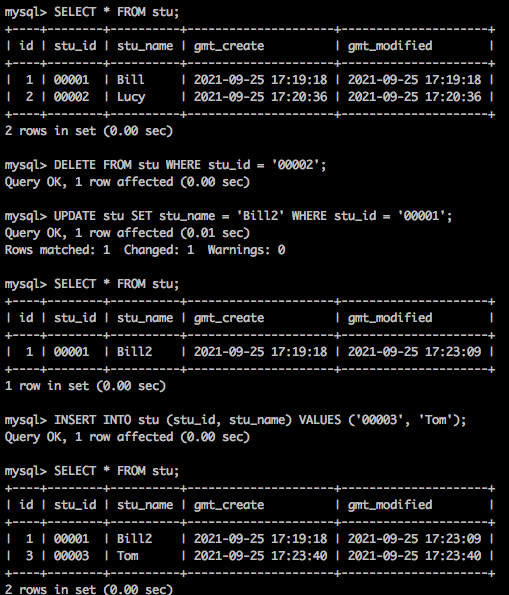 mysql> SELECT * FROM stu;
+----+--------+----------+---------------------+---------------------+
| id | stu_id | stu_name | gmt_create          | gmt_modified        |
+----+--------+----------+---------------------+---------------------+
|  1 | 00001  | Bill     | 2021-09-25 17:19:18 | 2021-09-25 17:19:18 |
|  2 | 00002  | Lucy     | 2021-09-25 17:20:36 | 2021-09-25 17:20:36 |
+----+--------+----------+---------------------+---------------------+
2 rows in set (0.00 sec)

mysql> DELETE FROM stu WHERE stu_id = '00002';
Query OK, 1 row affected (0.00 sec)

mysql> UPDATE stu SET stu_name = 'Bill2' WHERE stu_id = '00001';
Query OK, 1 row affected (0.01 sec)
Rows matched: 1  Changed: 1  Warnings: 0

mysql> SELECT * FROM stu;
+----+--------+----------+---------------------+---------------------+
| id | stu_id | stu_name | gmt_create          | gmt_modified        |
+----+--------+----------+---------------------+---------------------+
|  1 | 00001  | Bill2    | 2021-09-25 17:19:18 | 2021-09-25 17:23:09 |
+----+--------+----------+---------------------+---------------------+
1 row in set (0.00 sec)

mysql> INSERT INTO stu (stu_id, stu_name) VALUES ('00003', 'Tom');
Query OK, 1 row affected (0.00 sec)

mysql> SELECT * FROM stu;
+----+--------+----------+---------------------+---------------------+
| id | stu_id | stu_name | gmt_create          | gmt_modified        |
+----+--------+----------+---------------------+---------------------+
|  1 | 00001  | Bill2    | 2021-09-25 17:19:18 | 2021-09-25 17:23:09 |
|  3 | 00003  | Tom      | 2021-09-25 17:23:40 | 2021-09-25 17:23:40 |
+----+--------+----------+---------------------+---------------------+
2 rows in set (0.00 sec)